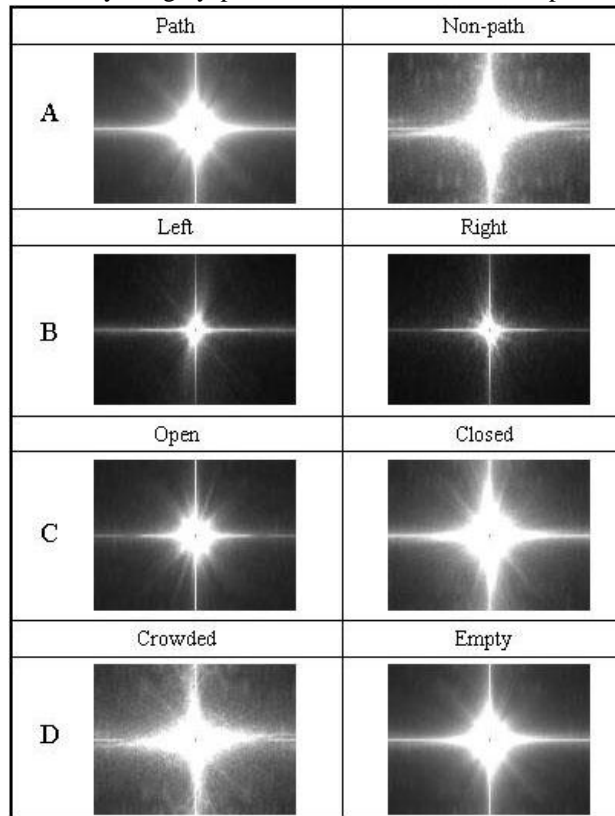 Path Non-path
A
Left Right
B
Open Closed
C
Crowded Empty
D